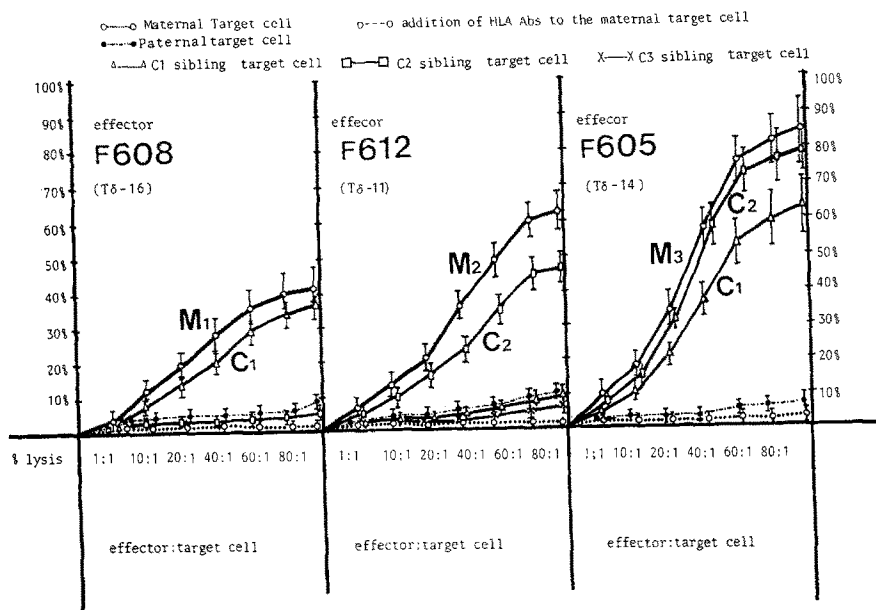 Maternal Target cell
o---o addition of HLA Abs to the maternal target cell
Paternal target cell
C1 sibling target cell
C2 sibling target cell
X—X C3 sibling target cell
100%
90%
80%
70%
60%
50%
40%
30%
20%
10%
effector
F608
(Tδ-16)
M1
C1
effecor
F612
(Tδ-11)
M2
C2
effector
F605
(Tδ-14)
M3
C2
C1
100%
90%
80%
70%
60%
50%
40%
30%
20%
10%
% lysis
1:1 10:1 20:1 40:1 60:1 80:1
1:1 10:1 20:1 40:1 60:1 80:1
1;1 10:1 20:1 40:1 60:1 80:1
effector:target cell
effector:target cell
effector:target cell